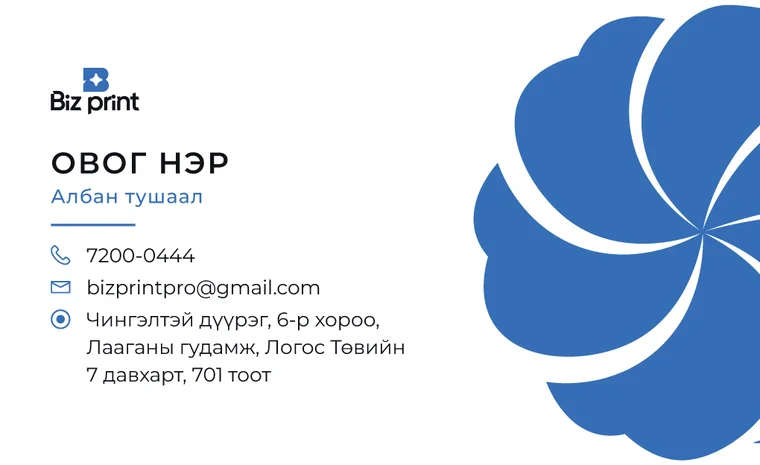 Biz print
ОВОГ НЭР
Албан тушаал
7200-0444
bizprintpro@gmail.com
Чингэлтэй дүүрэг, 6-р хороо,
Лааганы гудамж, Логос Төвийн
7 давхарт, 701 тоот